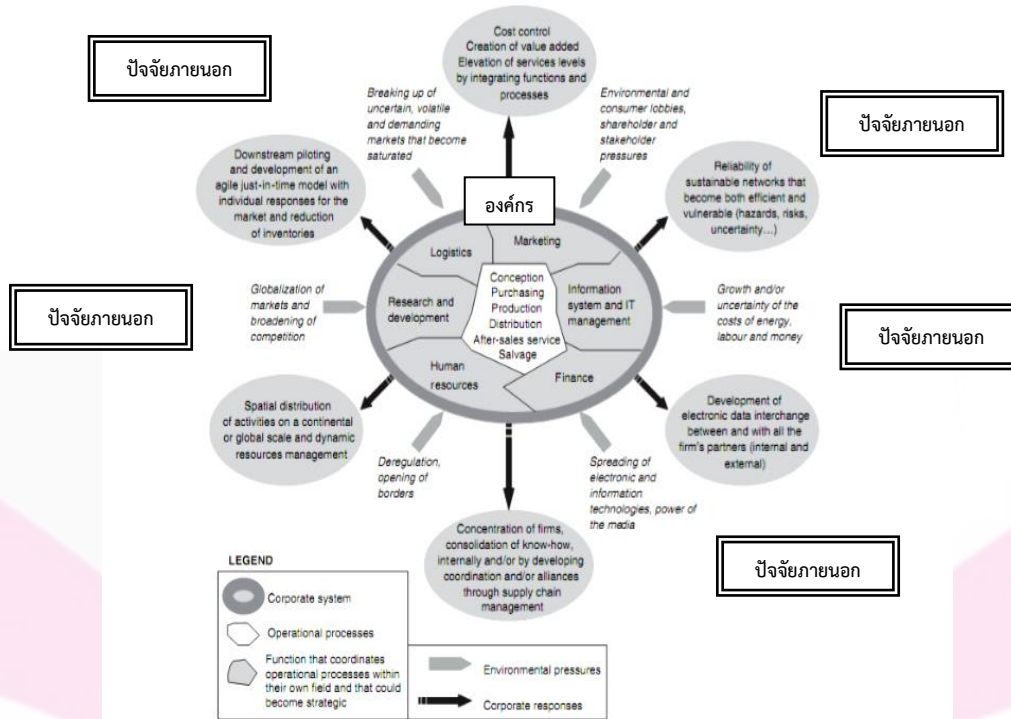 Cost control
Creation of value added
Elevation of services levels
by integrating functions and
processes
ปัจจัยภายนอก
Breaking up of
uncertain, volatile
and demanding
markets that become
saturated
Environmental and
consumer lobbies,
shareholder and
stakeholder
pressures
ปัจจัยภายนอก
Downstream piloting
and development of an
agile just-in-time model with
individual responses for the
market and reduction
of inventories
องค์กร
Reliability of
sustainable networks that
become both efficient and
vulnerable (hazards, risks,
uncertainty...)
Logistics
Marketing
Globalization of
markets and
broadening of
competition
Research and
development
Conception
Purchasing
Production
Distribution
After-sales service
Salvage
Information
system and IT
management
Growth and/or
uncertainty of the
costs of energy,
labour and money
ปัจจัยภายนอก
ปัจจัยภายนอก
Human
resources
Finance
Spatial distribution
of activities on a continental
or global scale and dynamic
resources management
Development of
electronic data interchange
between and with all the
firm's partners (internal and
external)
Deregulation,
opening of
borders
Spreading of
electronic and
information
technologies, power of
the media
Concentration of firms,
consolidation of know-how,
internally and/or by developing
coordination and/or alliances
through supply chain
management
ปัจจัยภายนอก
LEGEND
Corporate system
Operational processes
Function that coordinates
operational processes within
their own field and that could
become strategic
Environmental pressures
Corporate responses